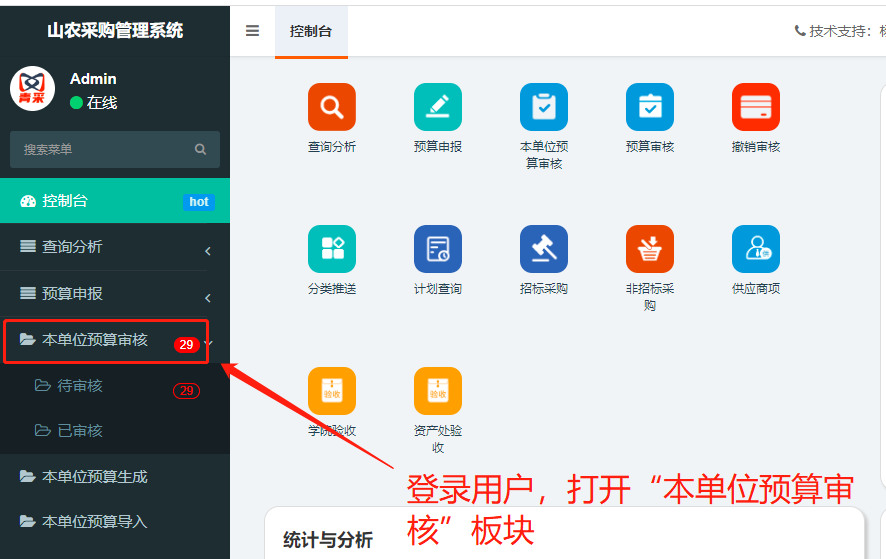 山农采购管理系统
青采
Admin
在线
搜索菜单
控制台 hot
查询分析
预算申报
本单位预算审核 29
待审核 29
已审核
本单位预算生成
本单位预算导入
控制台
技术支持：
查询分析
预算申报
本单位预
算审核
预算审核
撤销审核
分类推送
计划查询
招标采购
非招标采
购
供应商项
验收
学院验收
验收
资产处验
收
登录用户，打开“本单位预算审
核”板块
统计与分析